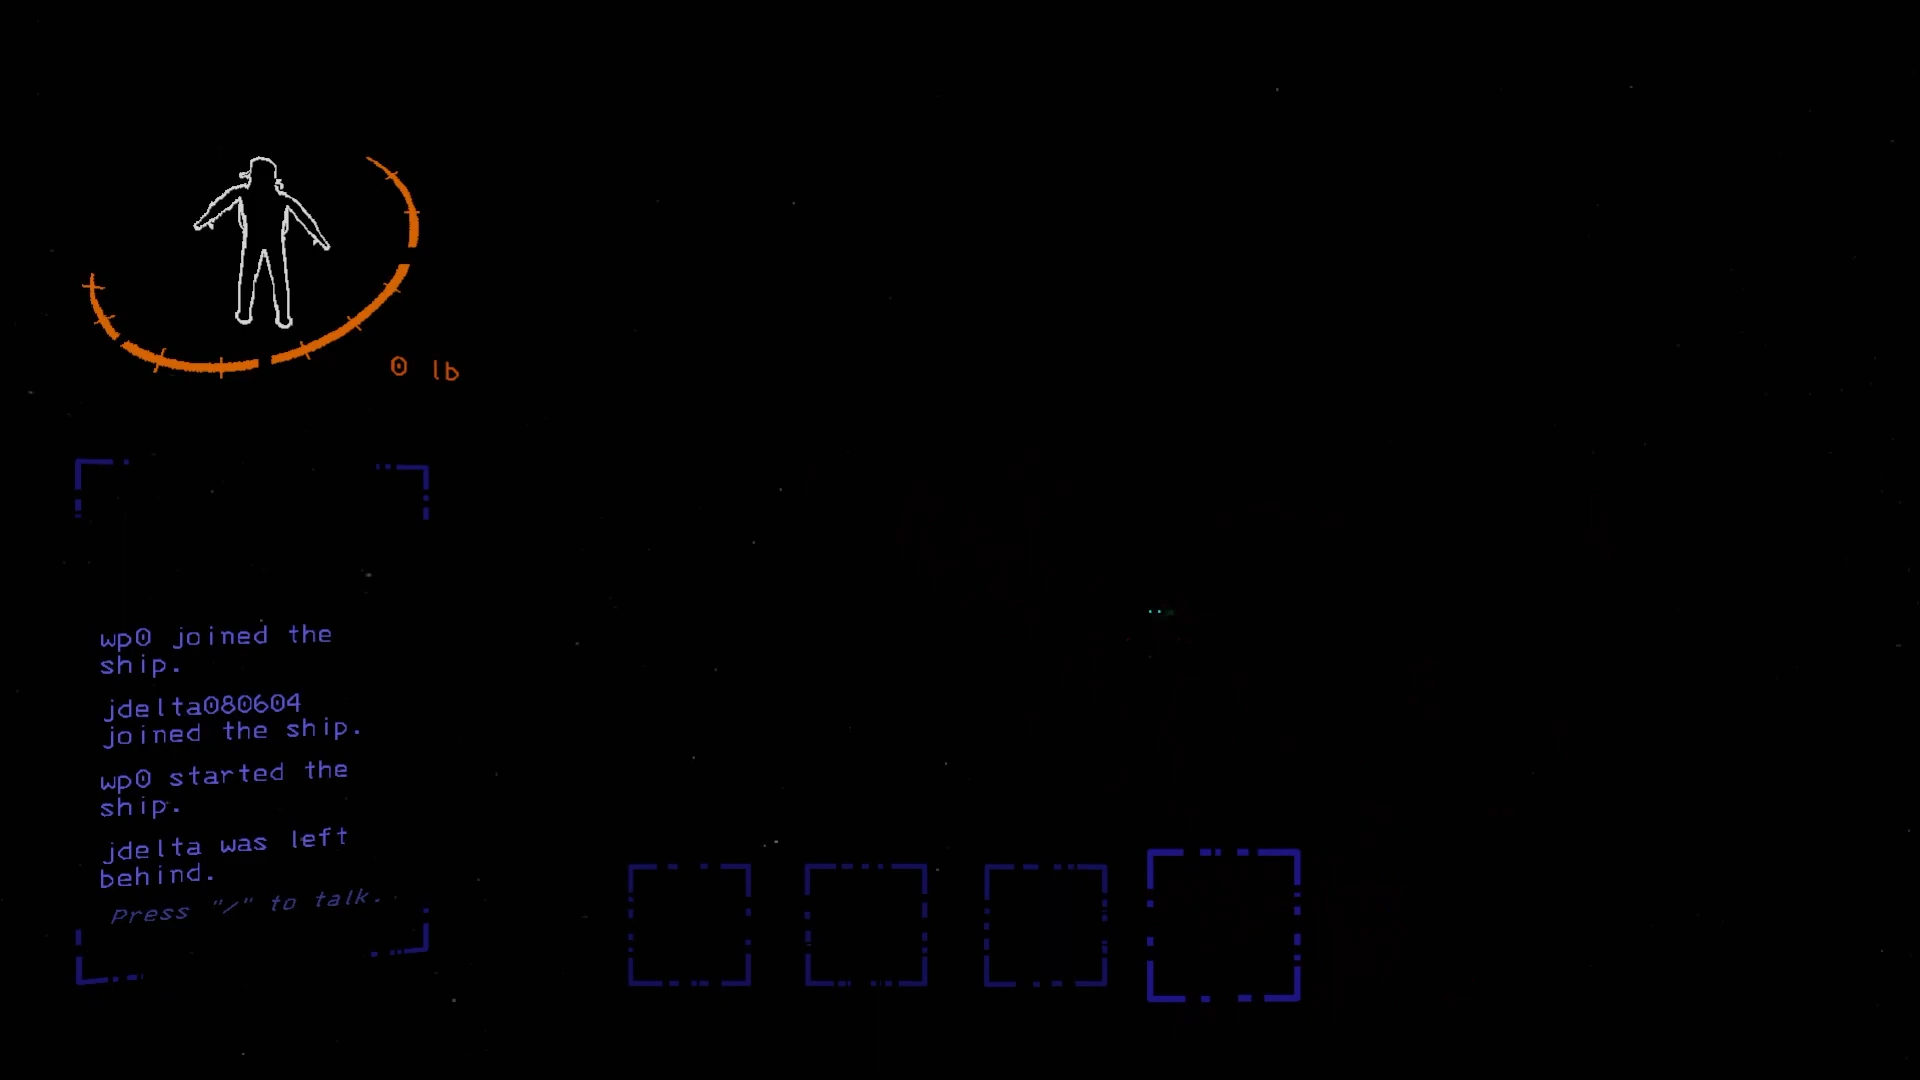 0 lb
wp0 joined the
ship.
jdelta080604
joined the ship.
wp0 started the
ship.
jdelta was left
behind.
Press "/" to talk.